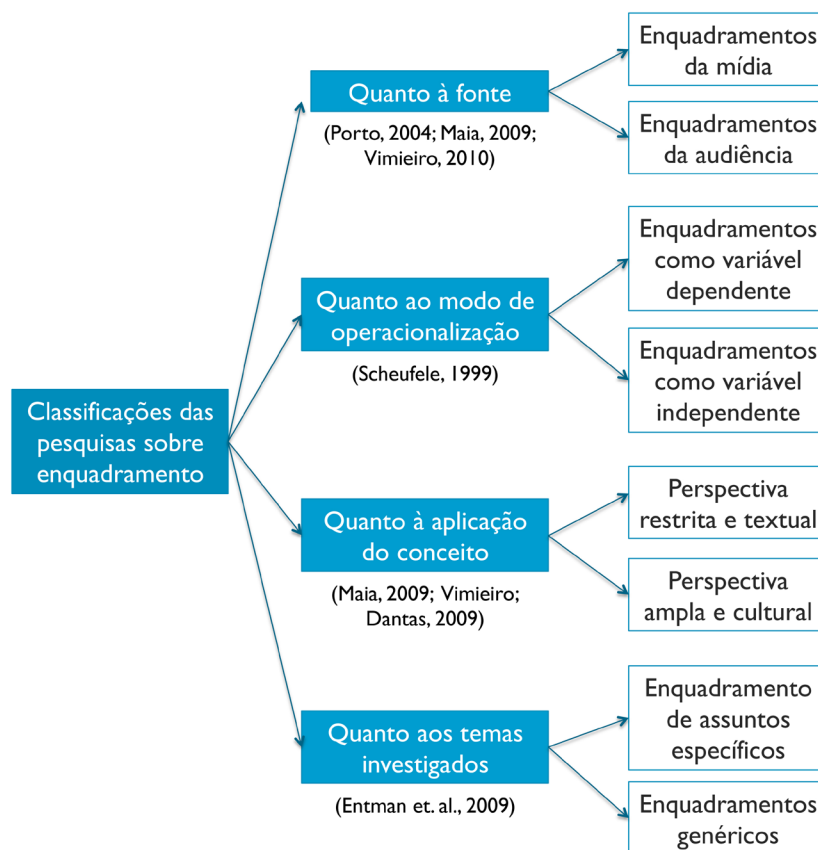 Classificações das
pesquisas sobre
enquadramento
Quanto à fonte
(Porto, 2004; Maia, 2009;
Vimieiro, 2010)
Enquadramentos
da mídia
Enquadramentos
da audiência
Quanto ao modo de
operacionalização
(Scheufele, 1999)
Enquadramentos
como variável
dependente
Enquadramentos
como variável
independente
Quanto à aplicação
do conceito
(Maia, 2009; Vimieiro;
Dantas, 2009)
Perspectiva
restrita e textual
Perspectiva
ampla e cultural
Quanto aos temas
investigados
(Entman et. al., 2009)
Enquadramento
de assuntos
específicos
Enquadramentos
genéricos